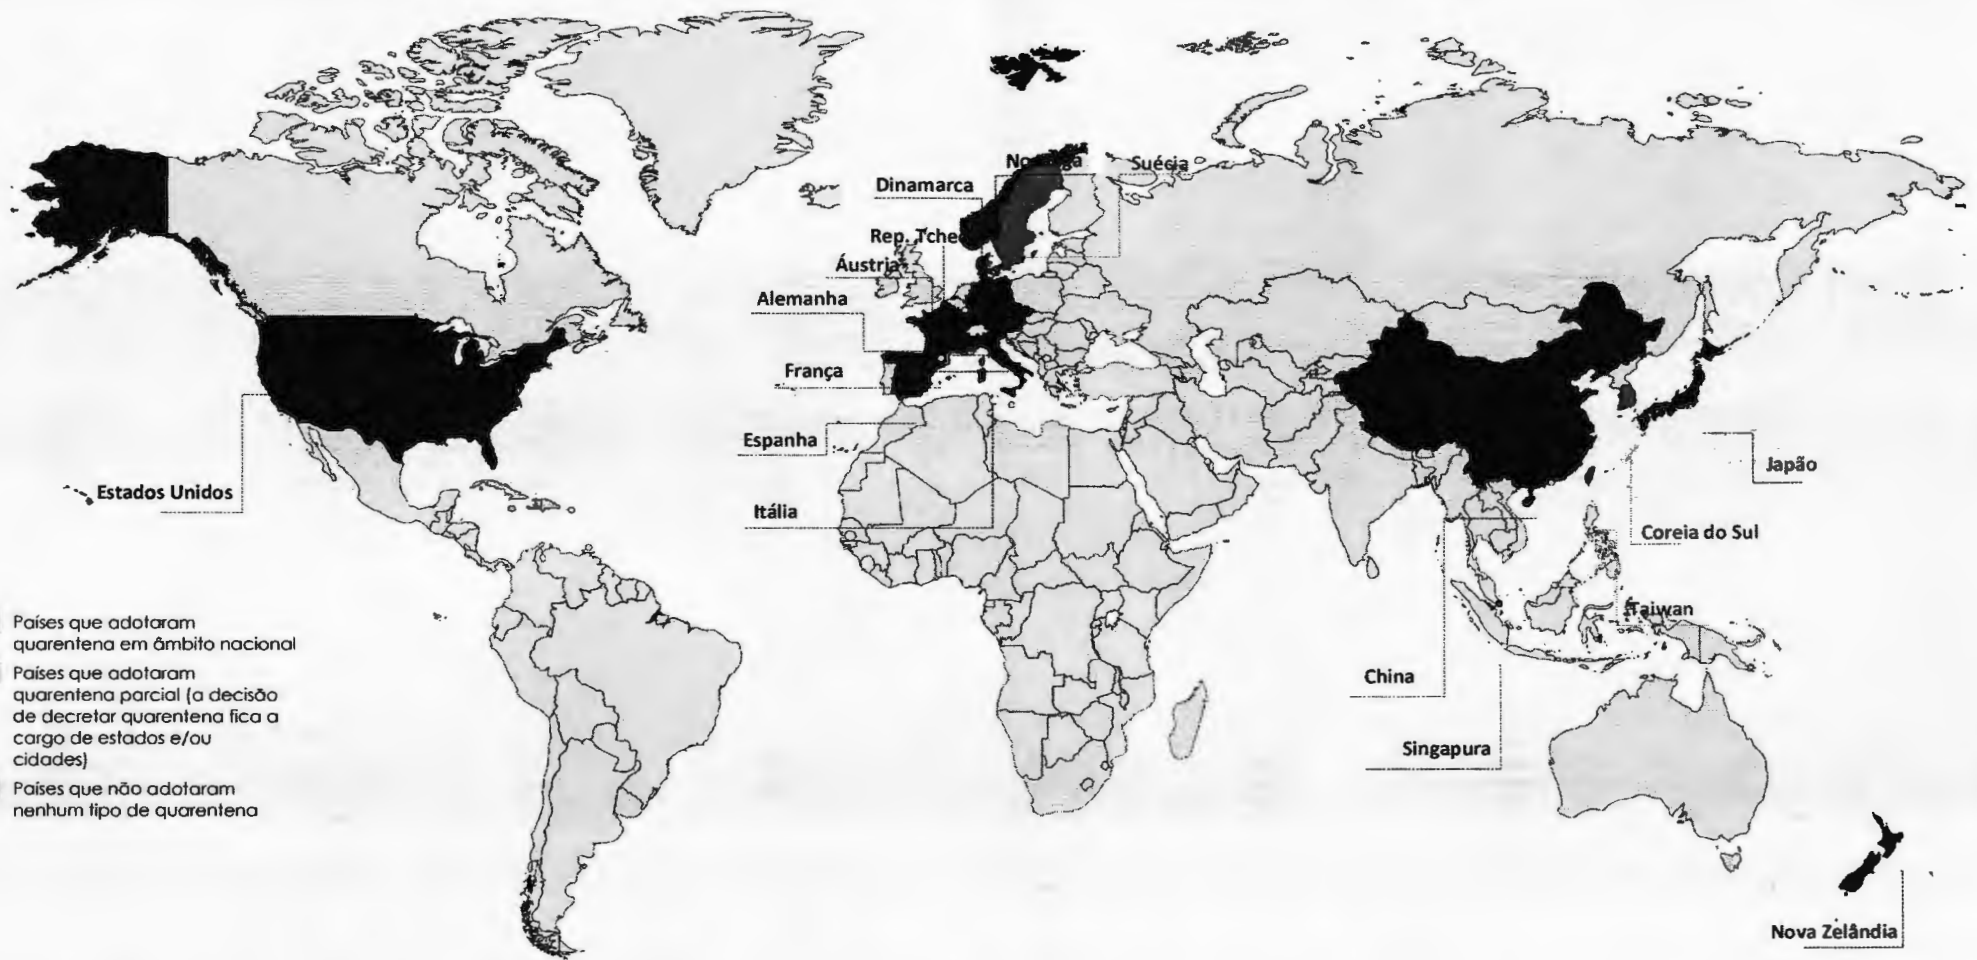 Suécia
Dinamarca
Rep. Tche
Áustria
Alemanha
França
Espanha
Itália
Estados Unidos
Japão
Coreia do Sul
Taiwan
China
Singapura
Nova Zelândia
Países que adotaram
quarentena em âmbito nacional
Países que adotaram
quarentena parcial (a decisão
de decretar quarentena fica a
cargo de estados e/ou
cidades)
Países que não adotaram
nenhum tipo de quarentena